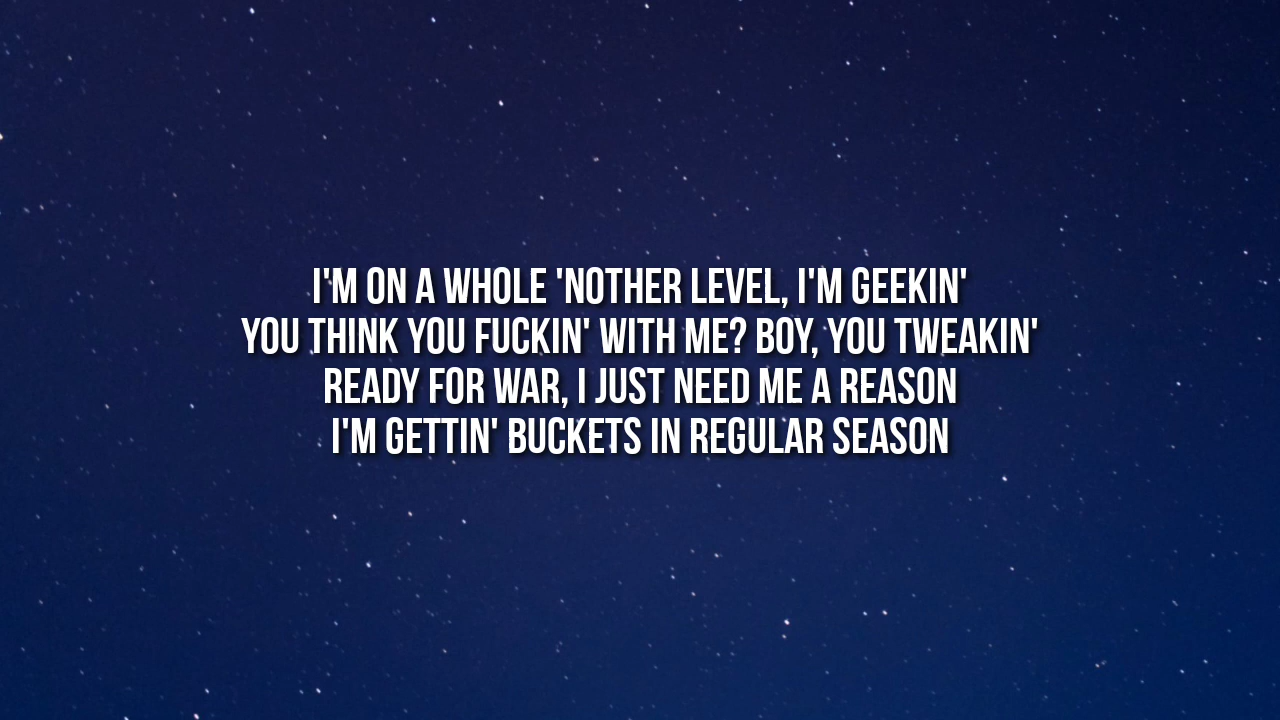 I'M ON A WHOLE 'NOTHER LEVEL, I'M GEEKIN'
YOU THINK YOU FUCKIN' WITH ME? BOY, YOU TWEAKIN'
READY FOR WAR, I JUST NEED ME A REASON
I'M GETTIN' BUCKETS IN REGULAR SEASON